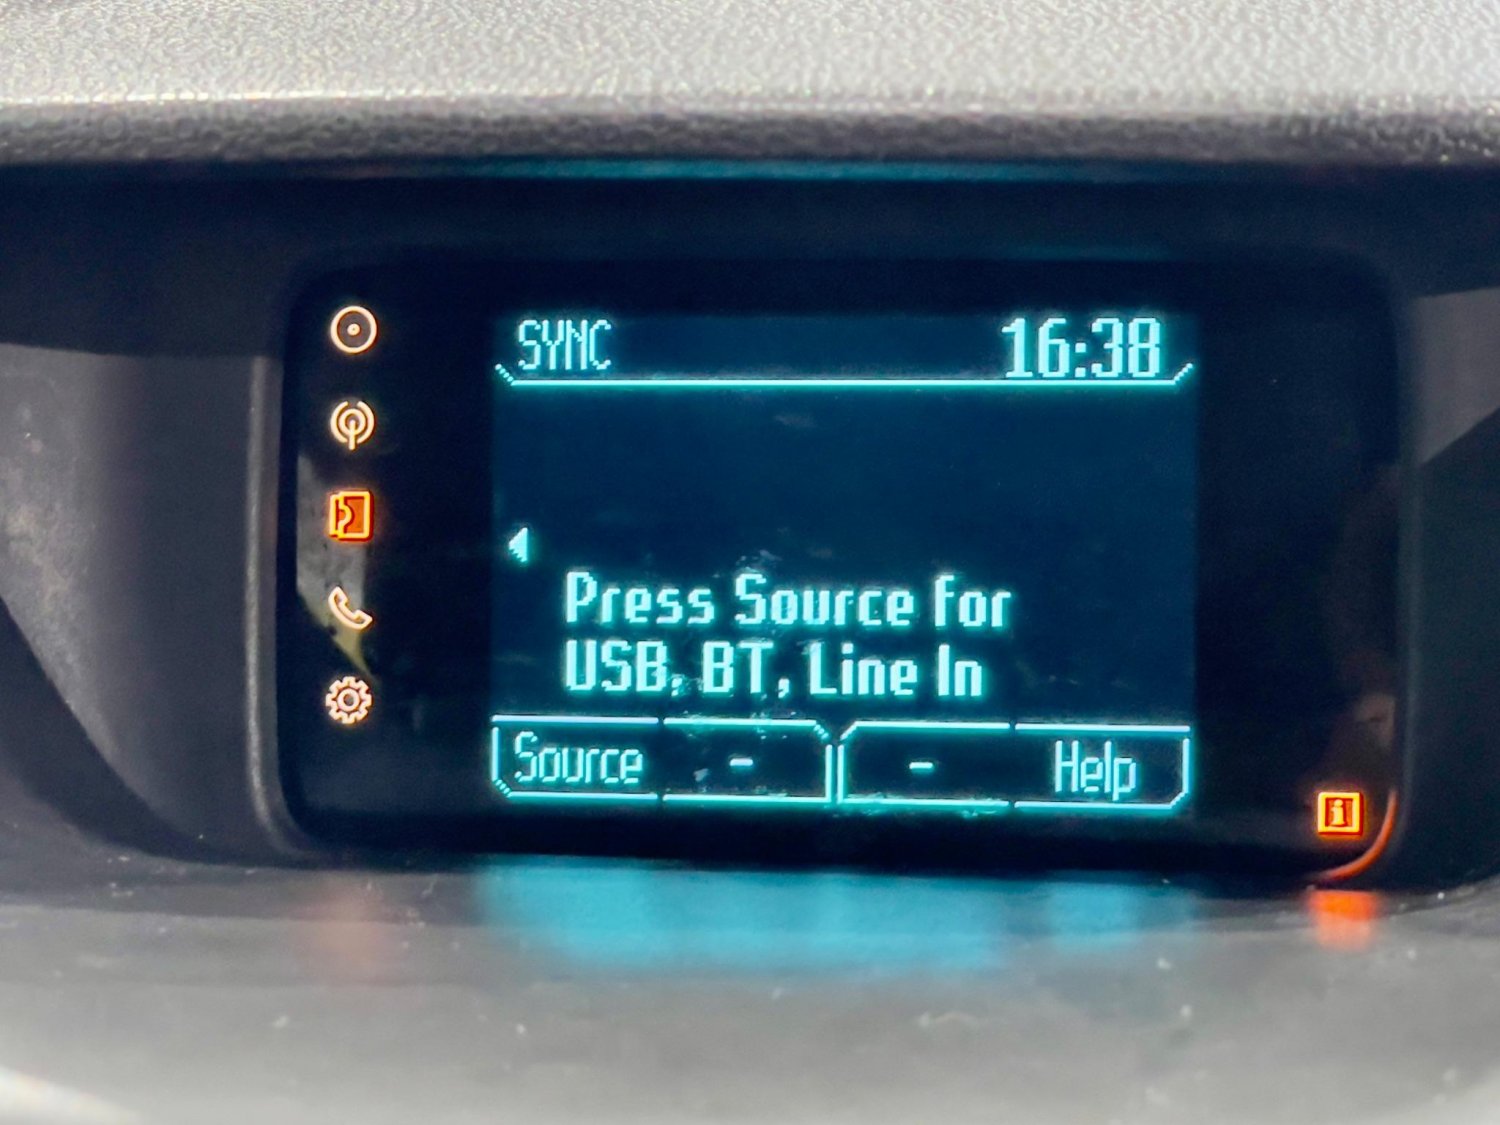 SYNC 16:38
Press Source for
USB, BT, Line In
Source - - Help
i